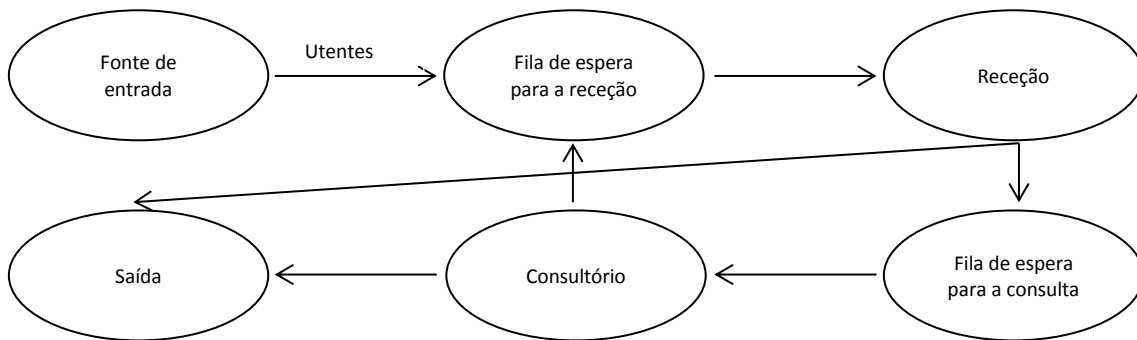 Fonte de
entrada
Utentes
Fila de espera
para a receção
Receção
Saída
Consultório
Fila de espera
para a consulta